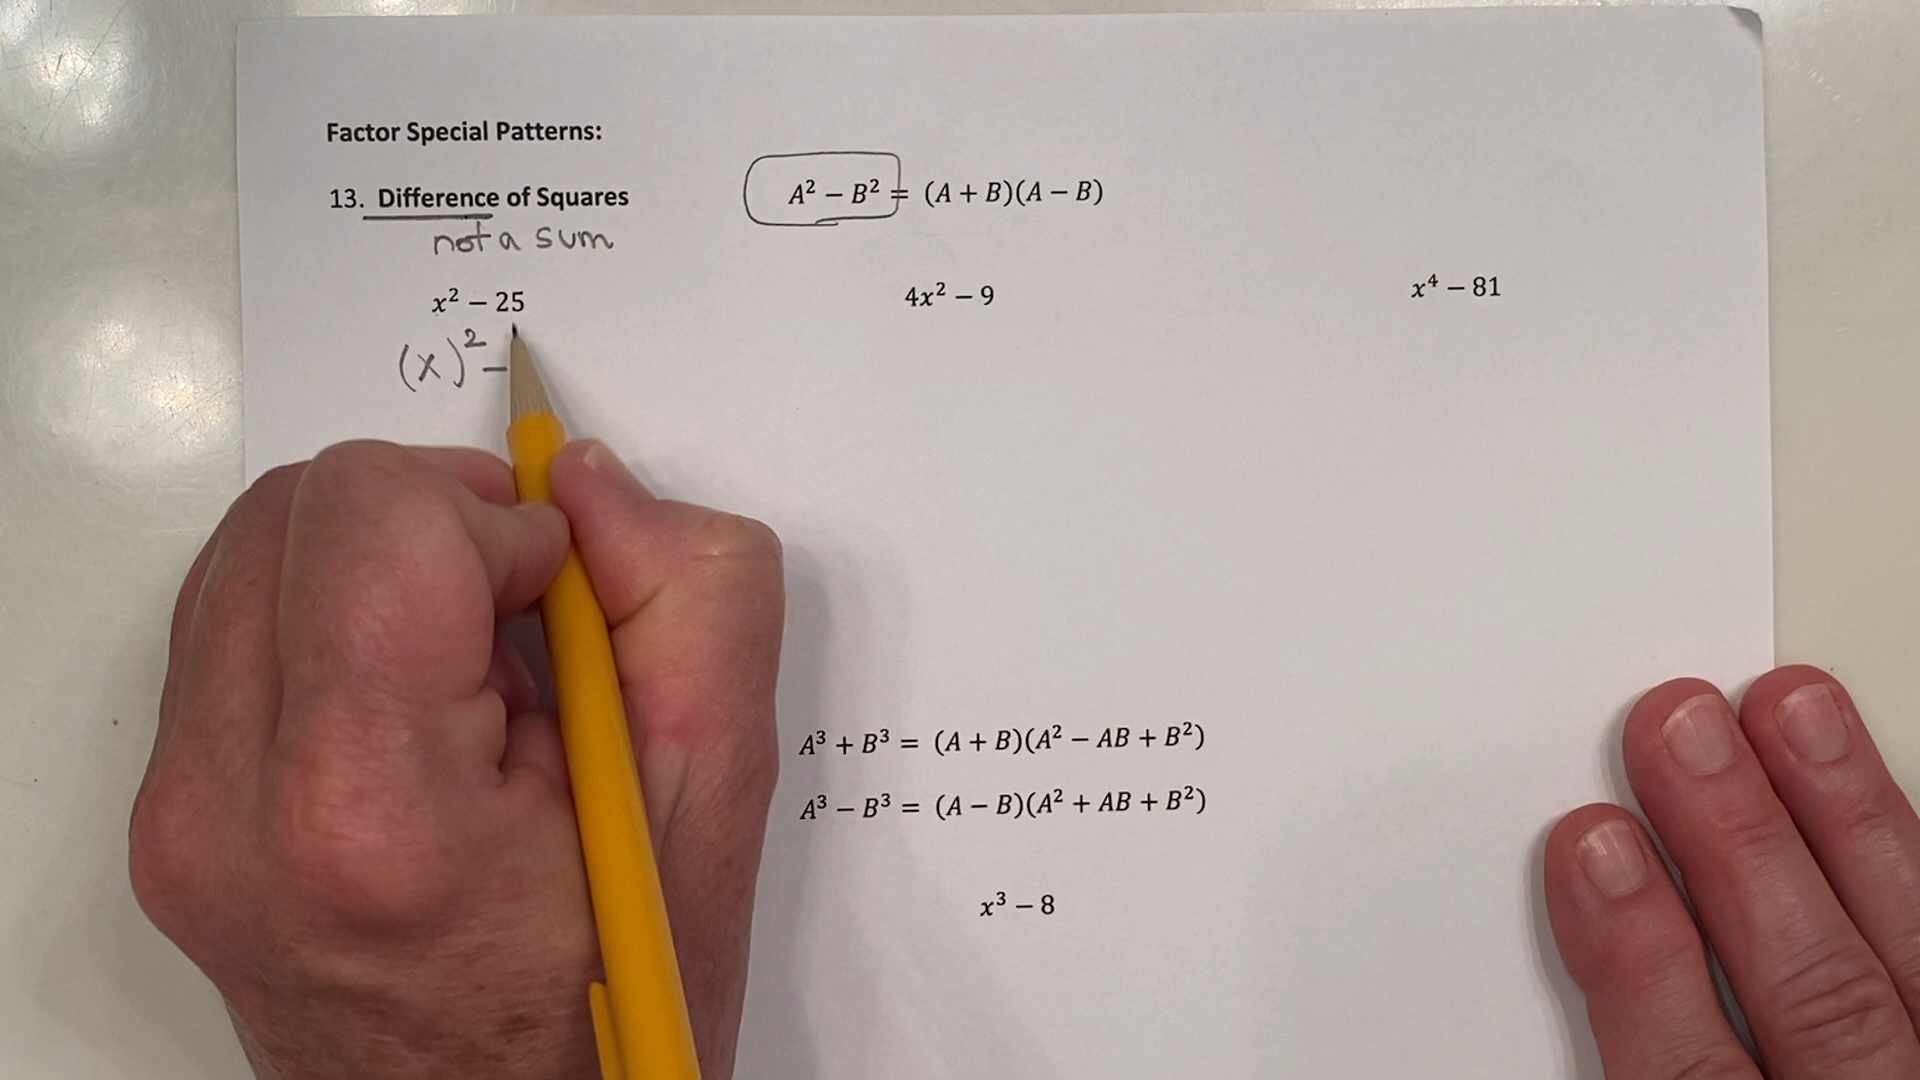 Factor Special Patterns:
13. Difference of Squares
A² − B² = (A + B)(A − B)
not a sum
x² − 25
4x² − 9
x⁴ − 81
(x)² −
A³ + B³ = (A + B)(A² − AB + B²)
A³ − B³ = (A − B)(A² + AB + B²)
x³ − 8